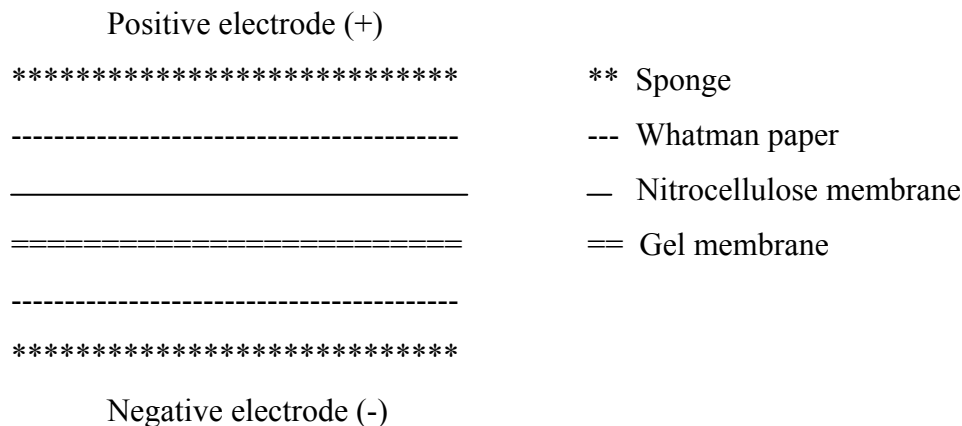 Positive electrode (+)
**************************** ** Sponge
------------------------------------------ --- Whatman paper
— Nitrocellulose membrane
========================= == Gel membrane
------------------------------------------
****************************
Negative electrode (-)